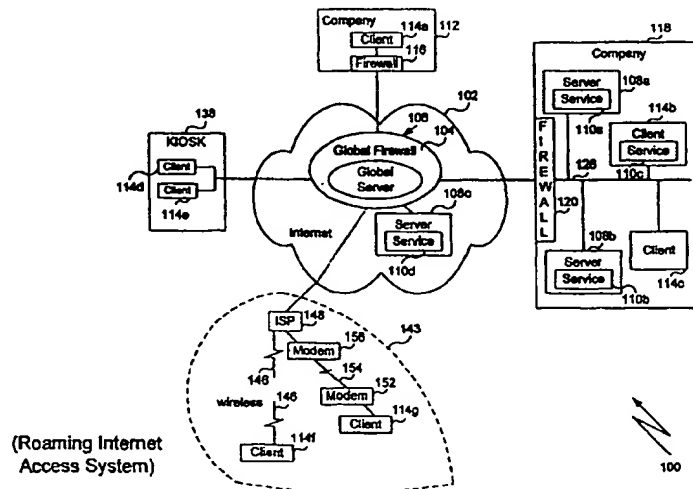 Company
114a
Client
112
116
Firewall
118
Company
Server
108a
Service
110a
114b
Client
Service
110c
126
FIREWALL
120
108b
Server
Service
110b
Client
114c
102
106
104
Global Firewall
Global
Server
108c
Server
Service
110d
Internet
138
KIOSK
Client
114d
Client
114e
ISP
148
143
Modem
156
146
154
wireless
146
152
Modem
Client
114g
Client
114f
(Roaming Internet
Access System)
100